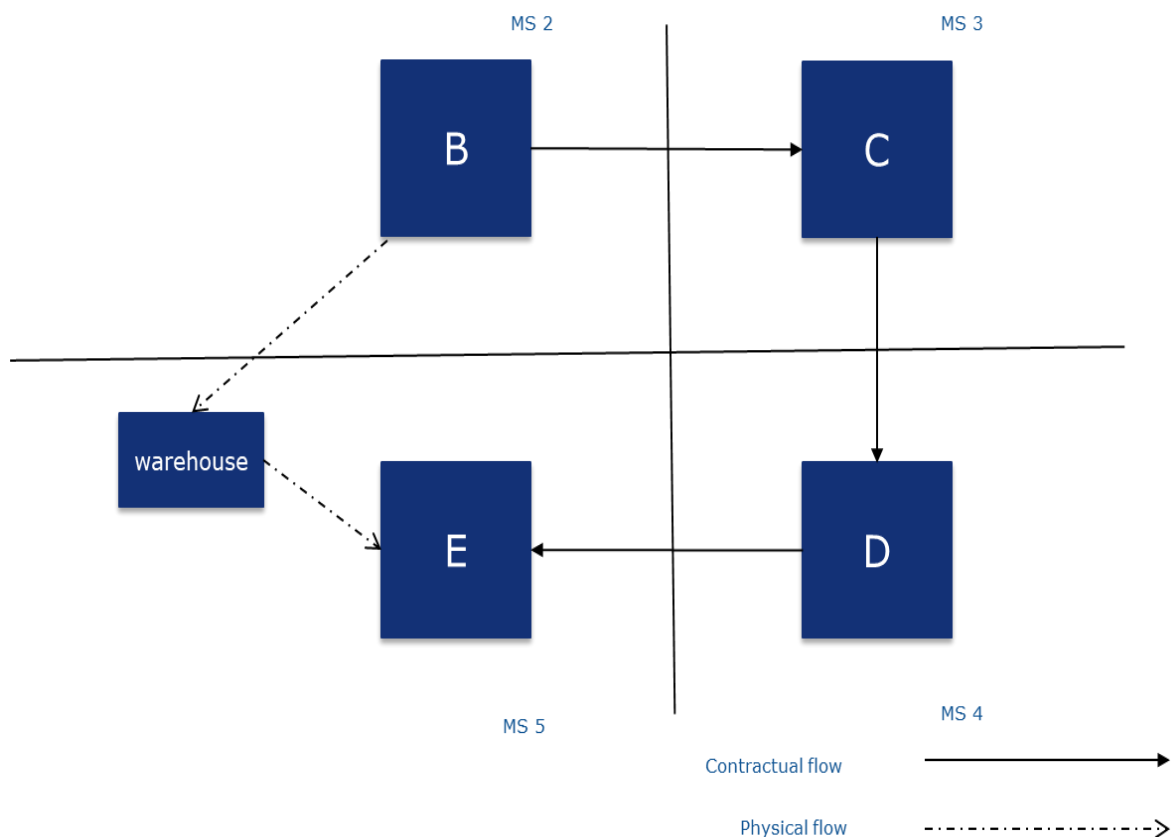 MS 2
MS 3
B
C
warehouse
E
D
MS 5
MS 4
Contractual flow
Physical flow